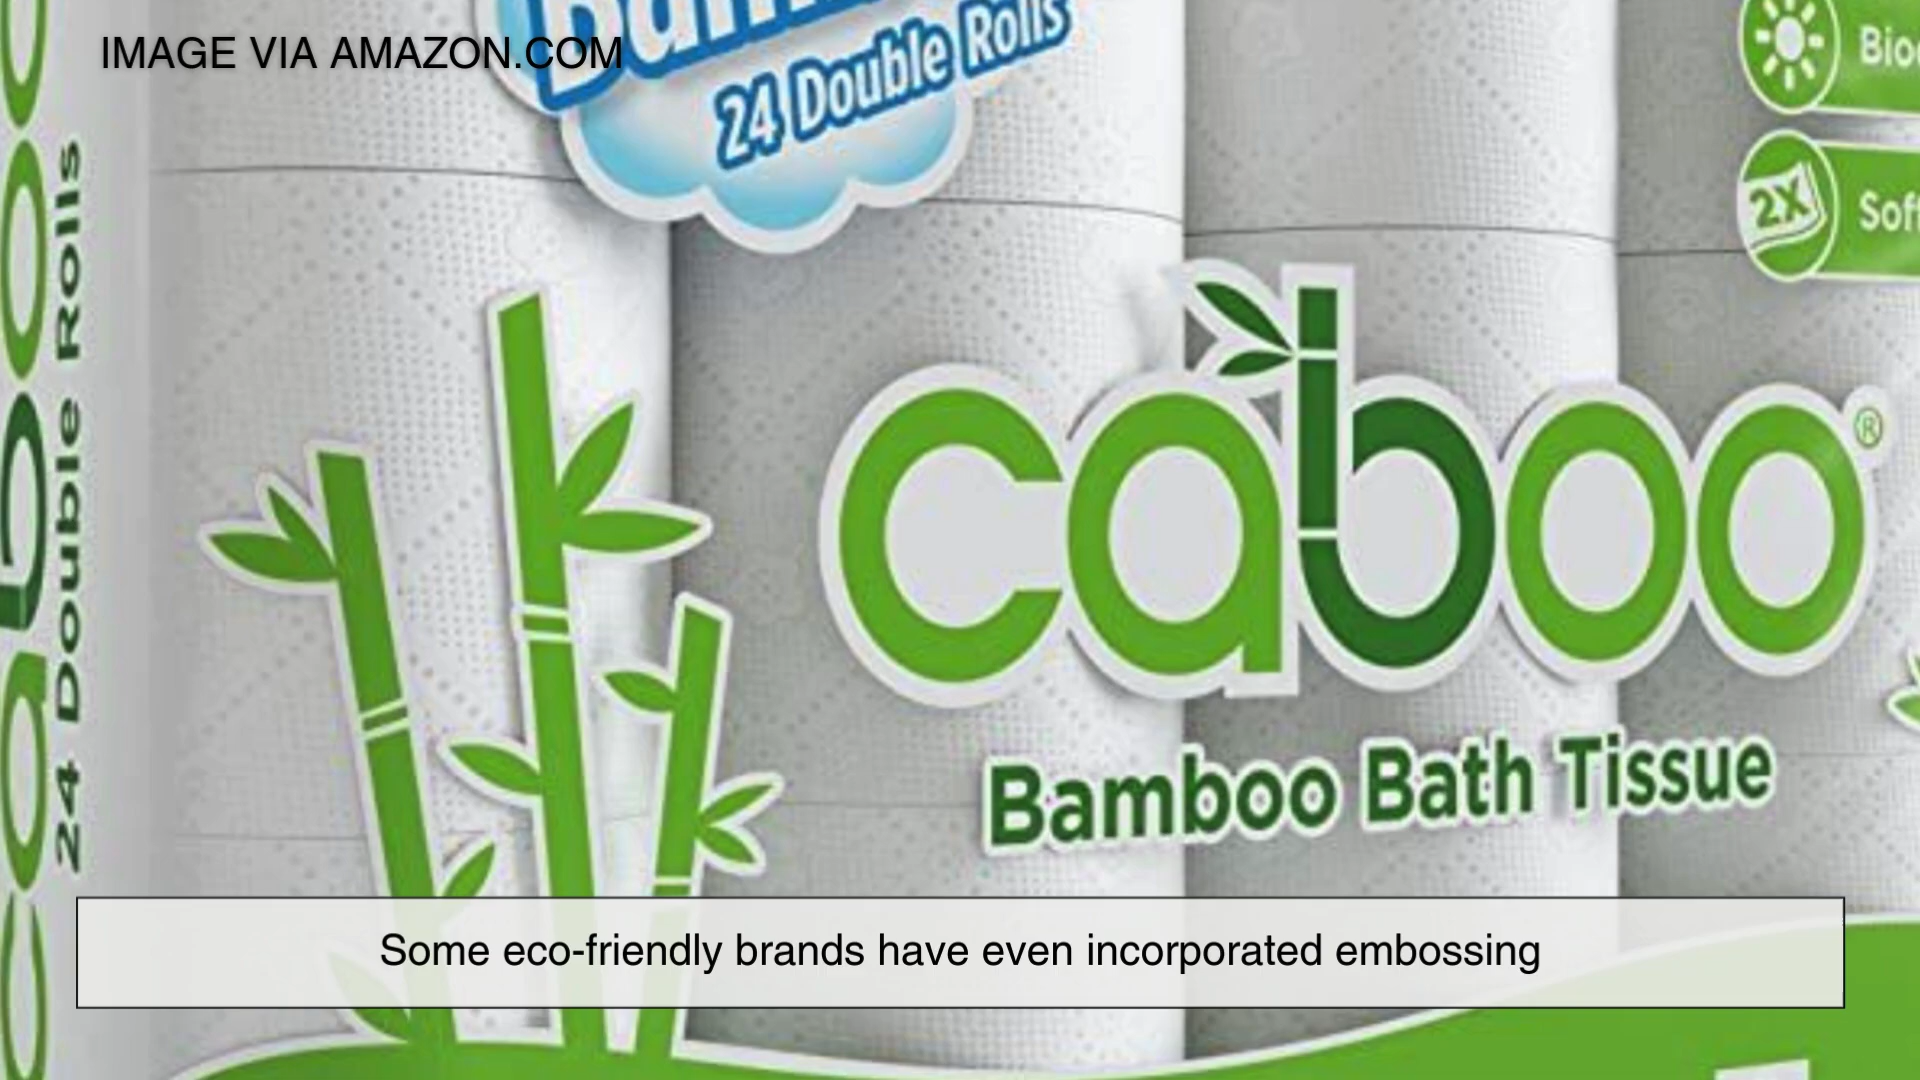 IMAGE VIA AMAZON.COM
24 Double Rolls
caboo®
Bamboo Bath Tissue
2X
caboo
24 Double Rolls
Some eco-friendly brands have even incorporated embossing